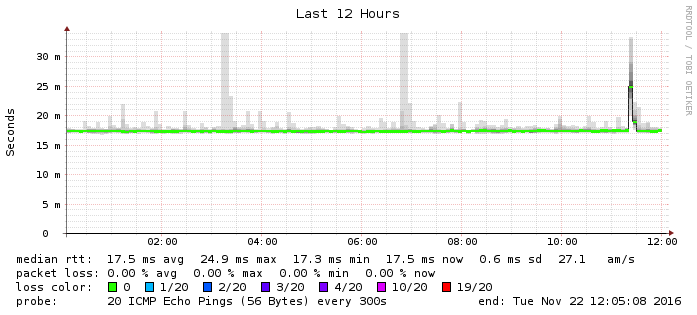 Last 12 Hours
RRDTOOL / TOBI OETIKER
Seconds
30 m
25 m
20 m
15 m
10 m
5 m
0
02:00 04:00 06:00 08:00 10:00 12:00
median rtt: 17.5 ms avg 24.9 ms max 17.3 ms min 17.5 ms now 0.6 ms sd 27.1 am/s
packet loss: 0.00 % avg 0.00 % max 0.00 % min 0.00 % now
loss color: 0 1/20 2/20 3/20 4/20 10/20 19/20
probe: 20 ICMP Echo Pings (56 Bytes) every 300s end: Tue Nov 22 12:05:08 2016